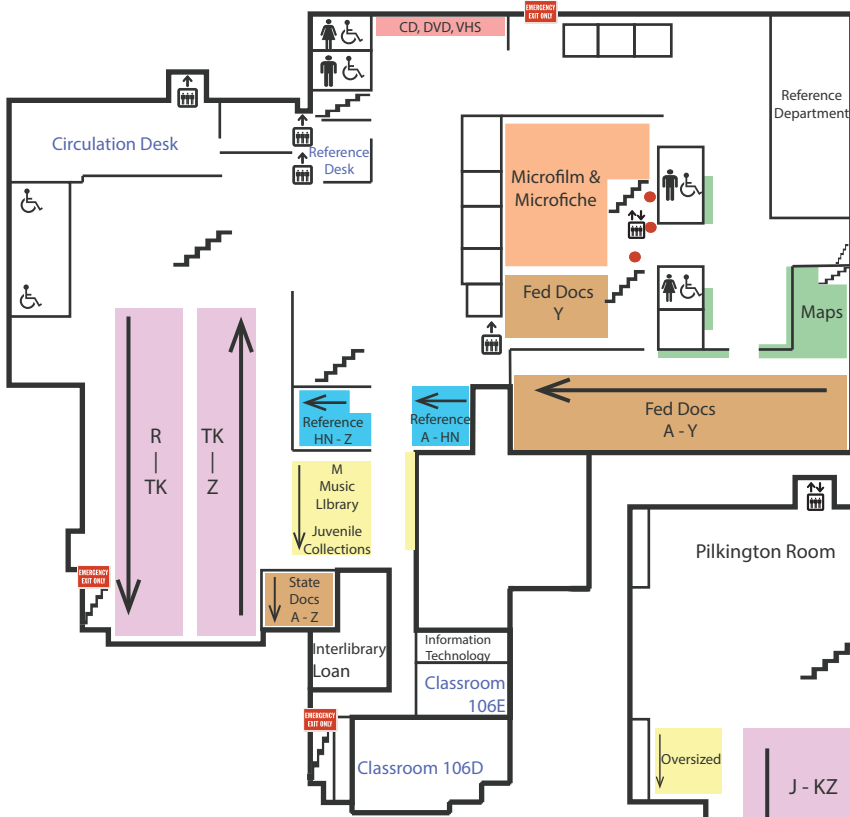 EMERGENCY
EXIT ONLY
CD, DVD, VHS
Reference
Department
Circulation Desk
Reference
Desk
Microfilm &
Microfiche
Fed Docs
Y
Maps
R
|
TK
TK
|
Z
Reference
HN - Z
Reference
A - HN
Fed Docs
A - Y
M
Music
LIbrary
Juvenile
Collections
EMERGENCY
EXIT ONLY
State
Docs
A - Z
Pilkington Room
Interlibrary
Loan
Information
Technology
Classroom
106E
EMERGENCY
EXIT ONLY
Classroom 106D
Oversized
J - KZ